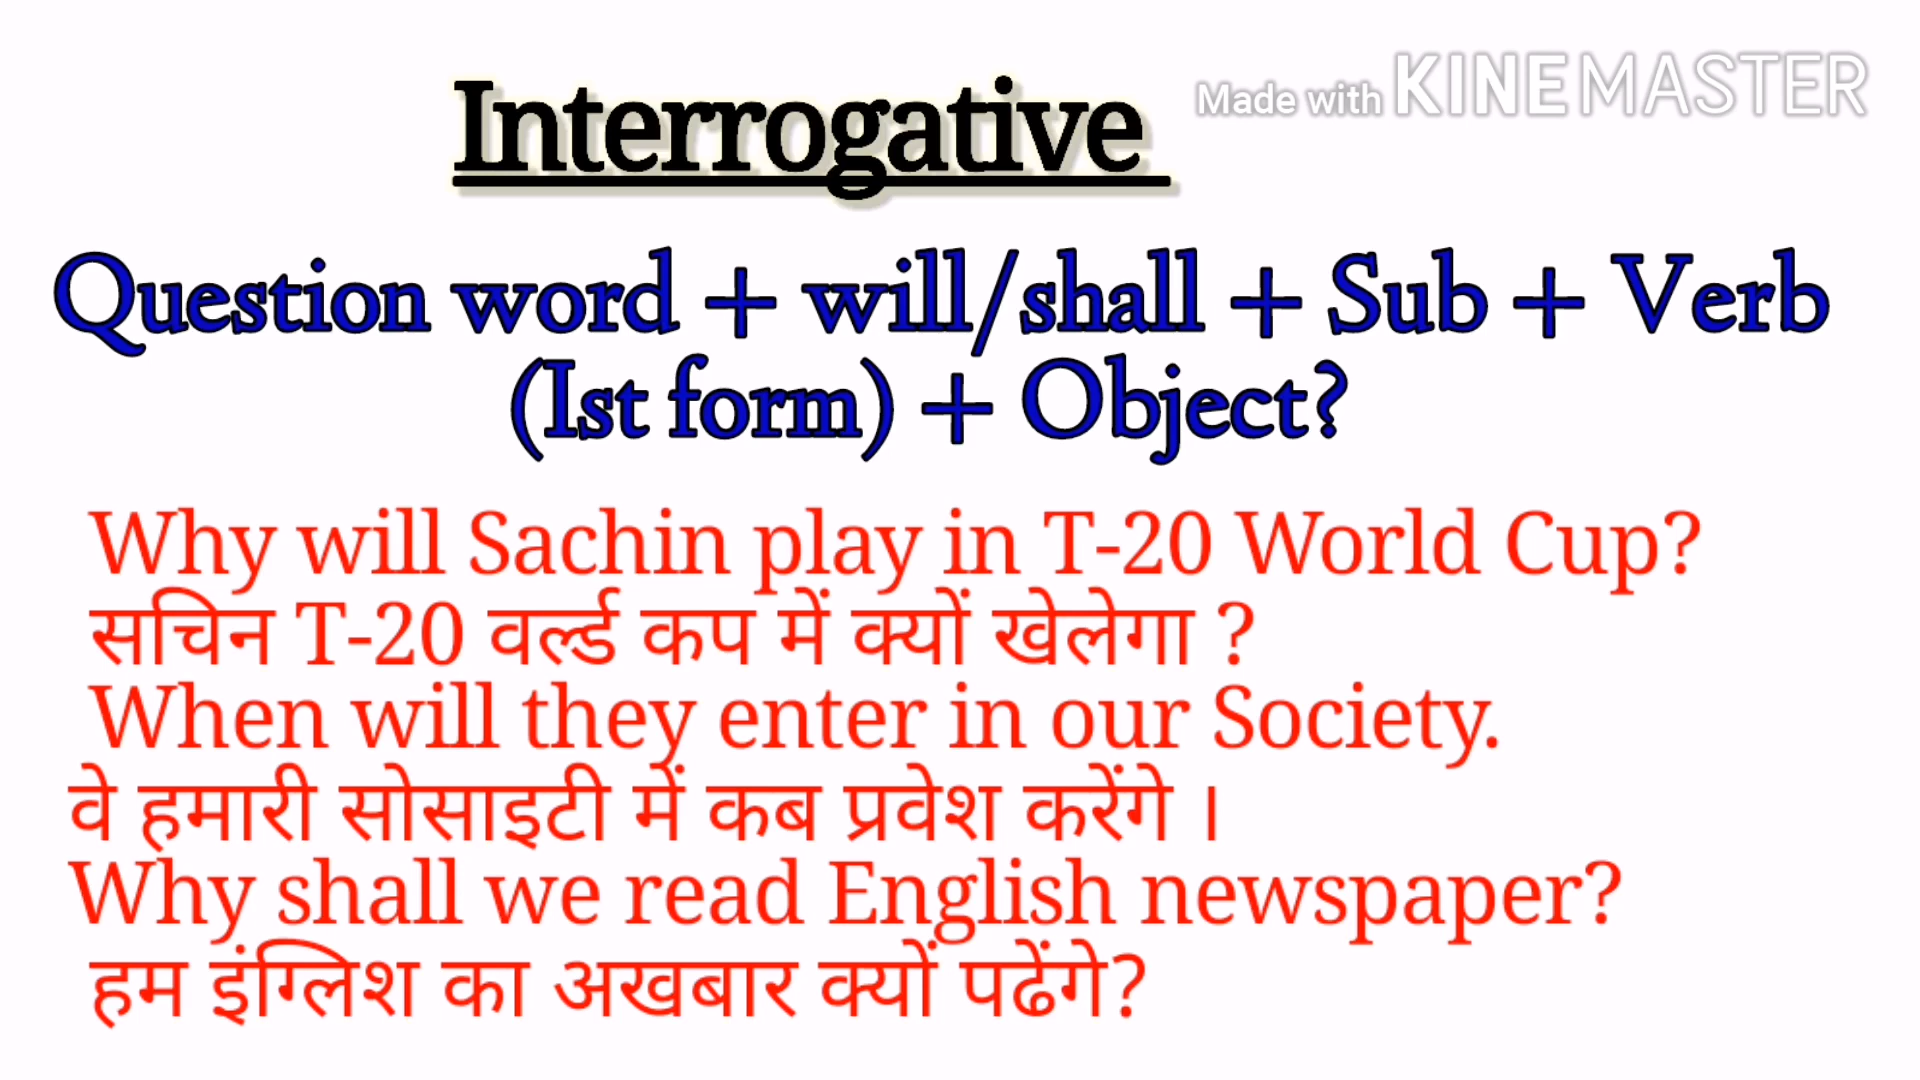 Interrogative
Made with KINEMASTER
Question word + will/shall + Sub + Verb
(Ist form) + Object?
Why will Sachin play in T-20 World Cup?
सचिन T-20 वर्ल्ड कप में क्यों खेलेगा ?
When will they enter in our Society.
वे हमारी सोसाइटी में कब प्रवेश करेंगे ।
Why shall we read English newspaper?
हम इंग्लिश का अखबार क्यों पढेंगे?